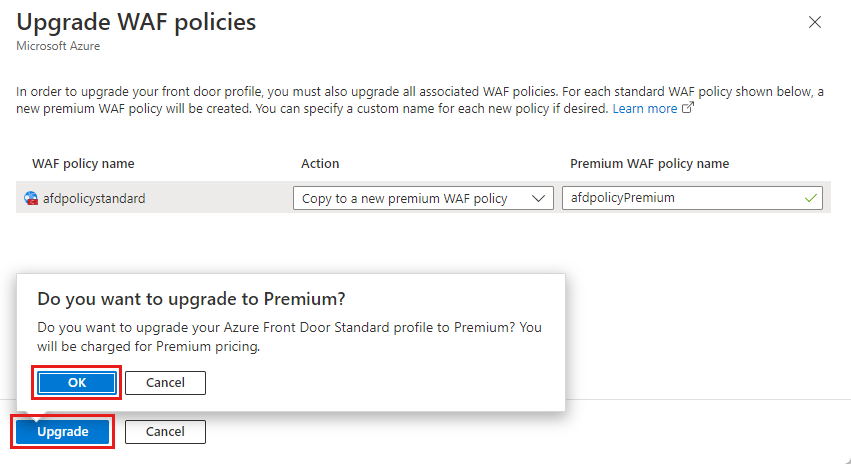 Upgrade WAF policies
Microsoft Azure
In order to upgrade your front door profile, you must also upgrade all associated WAF policies. For each standard WAF policy shown below, a
new premium WAF policy will be created. You can specify a custom name for each new policy if desired. Learn more
WAF policy name Action Premium WAF policy name
afdpolicystandard Copy to a new premium WAF policy afdpolicyPremium
Do you want to upgrade to Premium?
Do you want to upgrade your Azure Front Door Standard profile to Premium? You
will be charged for Premium pricing.
OK Cancel
Upgrade Cancel